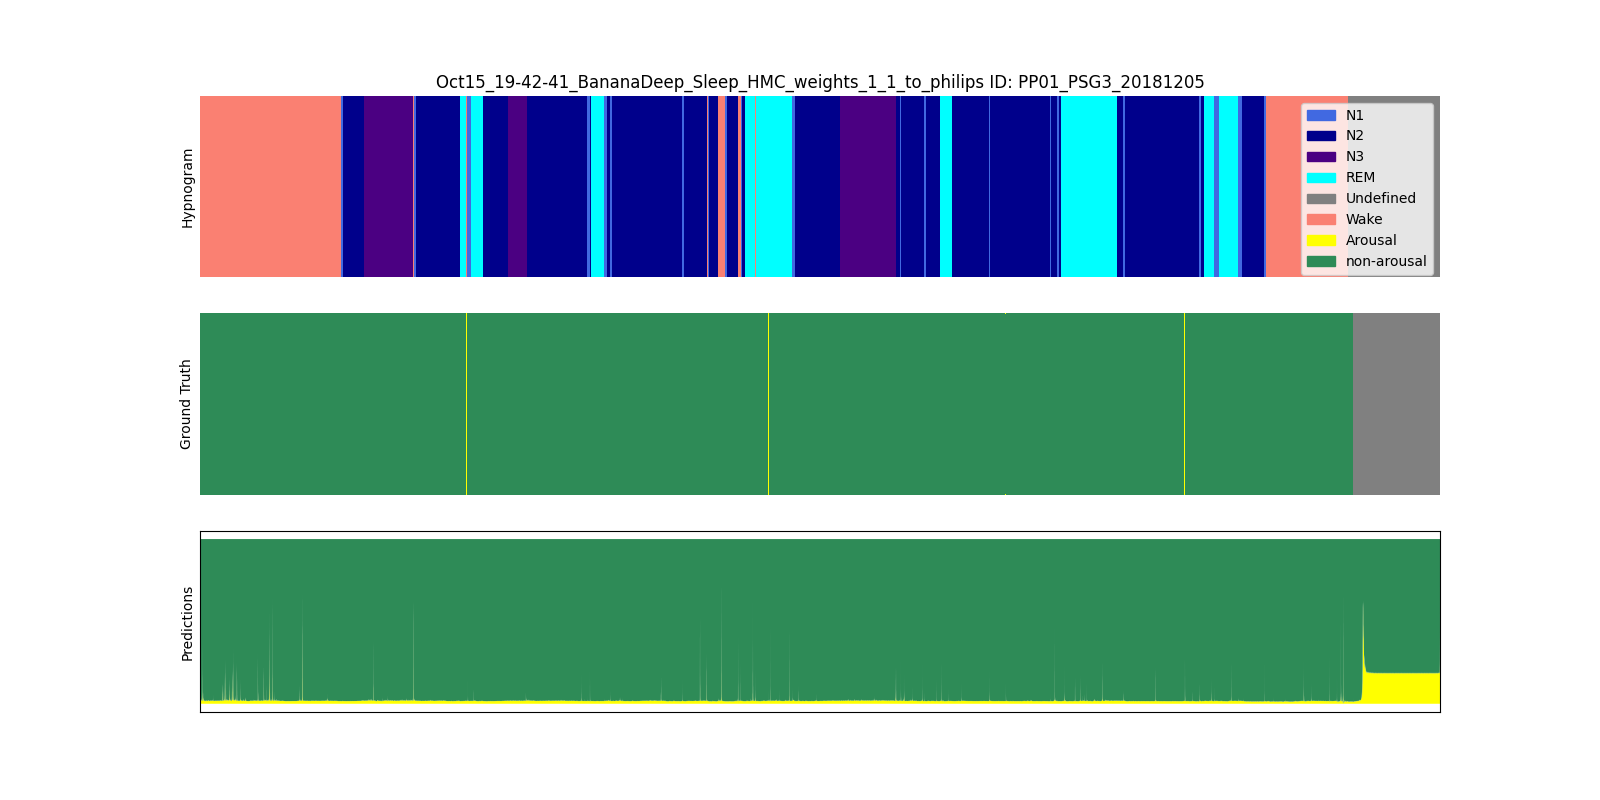 Oct15_19-42-41_BananaDeep_Sleep_HMC_weights_1_1_to_philips ID: PP01_PSG3_20181205
Hypnogram
N1
N2
N3
REM
Undefined
Wake
Arousal
non-arousal
Ground Truth
Predictions